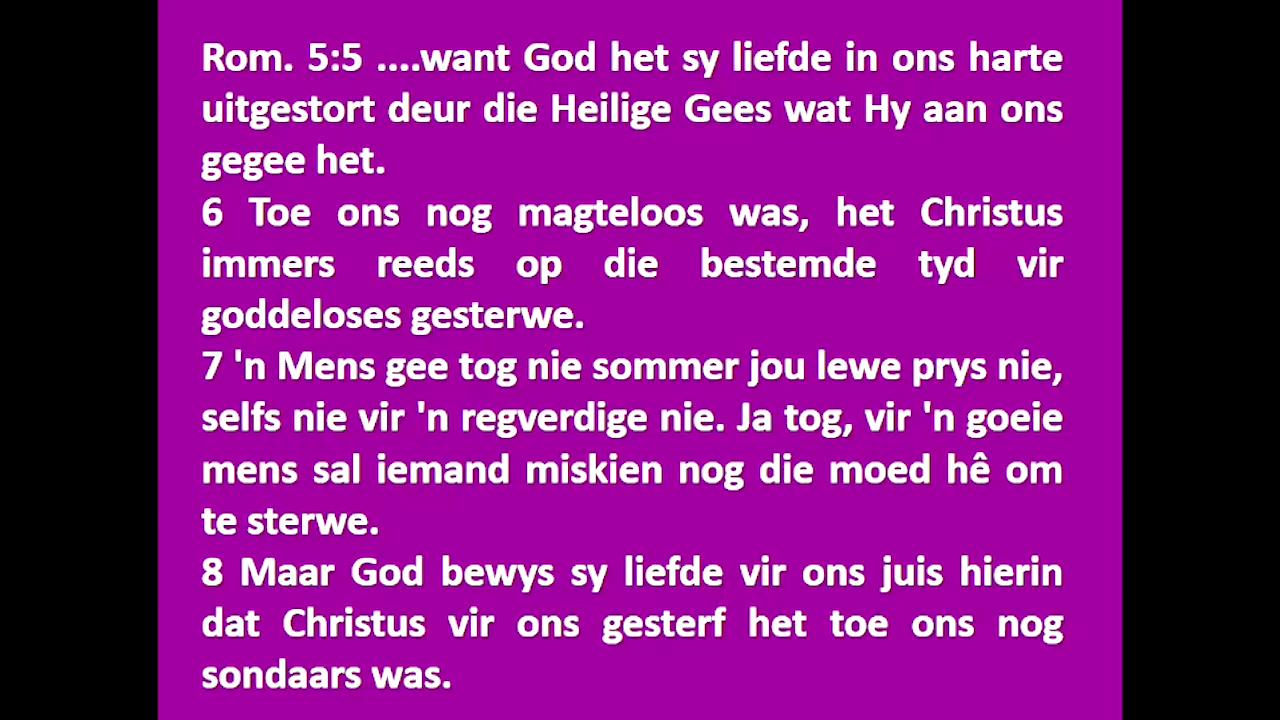 Rom. 5:5 ....want God het sy liefde in ons harte
uitgestort deur die Heilige Gees wat Hy aan ons
gegee het.
6 Toe ons nog magteloos was, het Christus
immers reeds op die bestemde tyd vir
goddeloses gesterwe.
7 'n Mens gee tog nie sommer jou lewe prys nie,
selfs nie vir 'n regverdige nie. Ja tog, vir 'n goeie
mens sal iemand miskien nog die moed hê om
te sterwe.
8 Maar God bewys sy liefde vir ons juis hierin
dat Christus vir ons gesterf het toe ons nog
sondaars was.